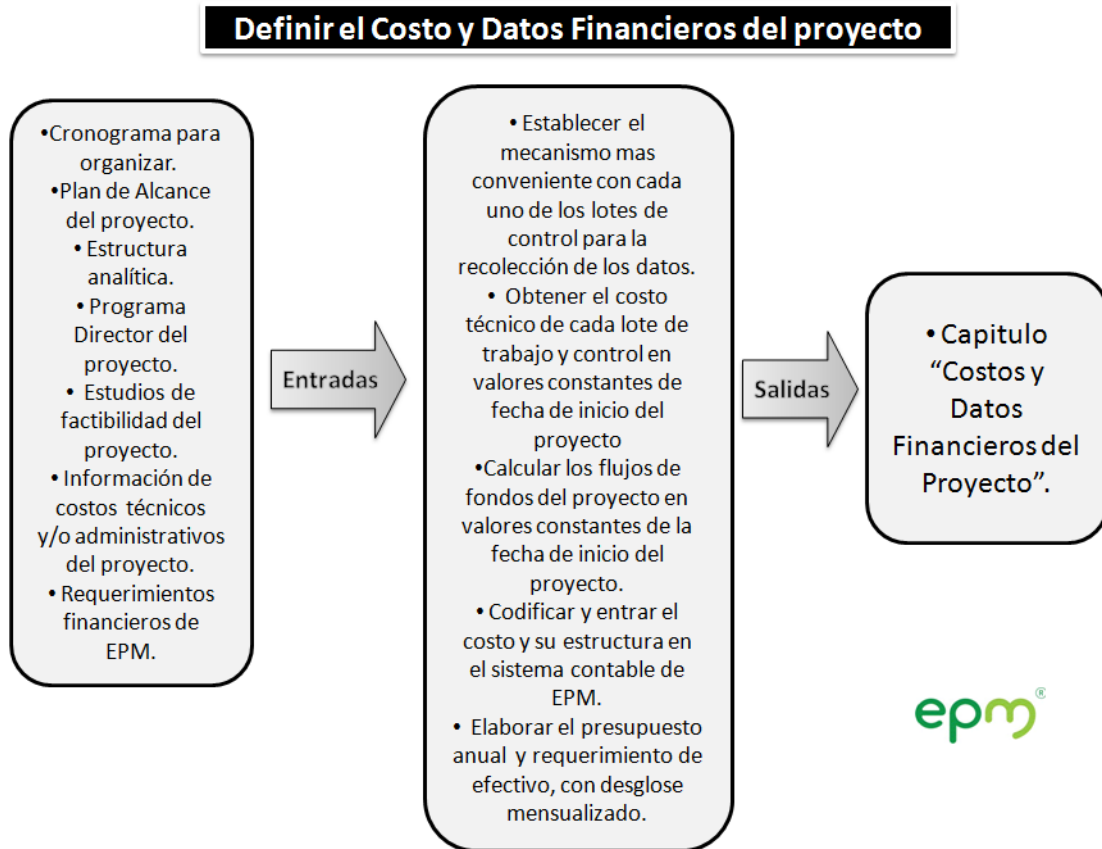 Definir el Costo y Datos Financieros del proyecto
•Cronograma para
organizar.
•Plan de Alcance
del proyecto.
• Estructura
analítica.
• Programa
Director del
proyecto.
• Estudios de
factibilidad del
proyecto.
• Información de
costos técnicos
y/o administrativos
del proyecto.
• Requerimientos
financieros de
EPM.
Entradas
• Establecer el
mecanismo mas
conveniente con cada
uno de los lotes de
control para la
recolección de los datos.
• Obtener el costo
técnico de cada lote de
trabajo y control en
valores constantes de
fecha de inicio del
proyecto
•Calcular los flujos de
fondos del proyecto en
valores constantes de la
fecha de inicio del
proyecto.
• Codificar y entrar el
costo y su estructura en
el sistema contable de
EPM.
• Elaborar el presupuesto
anual y requerimiento de
efectivo, con desglose
mensualizado.
Salidas
• Capitulo
“Costos y
Datos
Financieros del
Proyecto”.
epm®